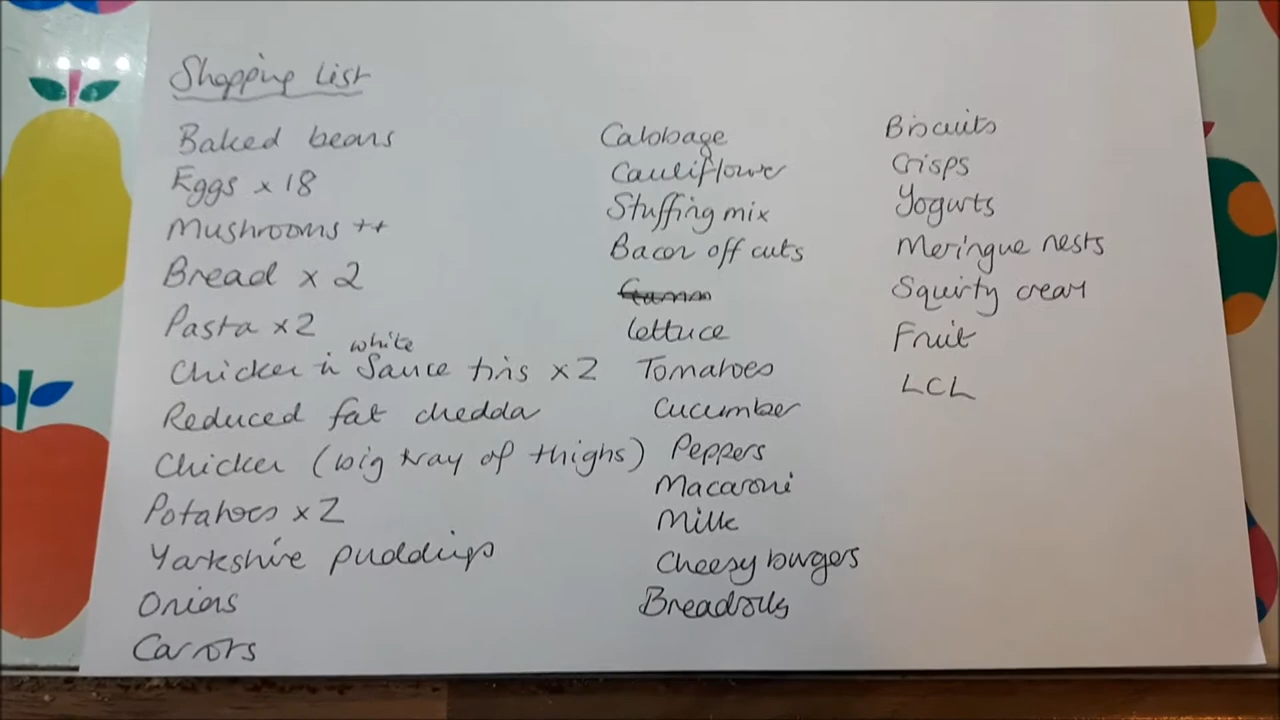 Shopping List
Baked beans
Eggs x 18
Mushrooms ++
Bread x 2
Pasta x 2
white
Chicken in Sauce tins x 2
Reduced fat chedda
Chicken (big tray of thighs)
Potatoes x 2
Yorkshire puddings
Onions
Carrots
Cabbage
Cauliflower
Stuffing mix
Bacon off cuts
Lettuce
Tomatoes
Cucumber
Peppers
Macaroni
Milk
Cheesy burgers
Breadrolls
Biscuits
Crisps
Yogurts
Meringue nests
Squirty cream
Fruit
LCL